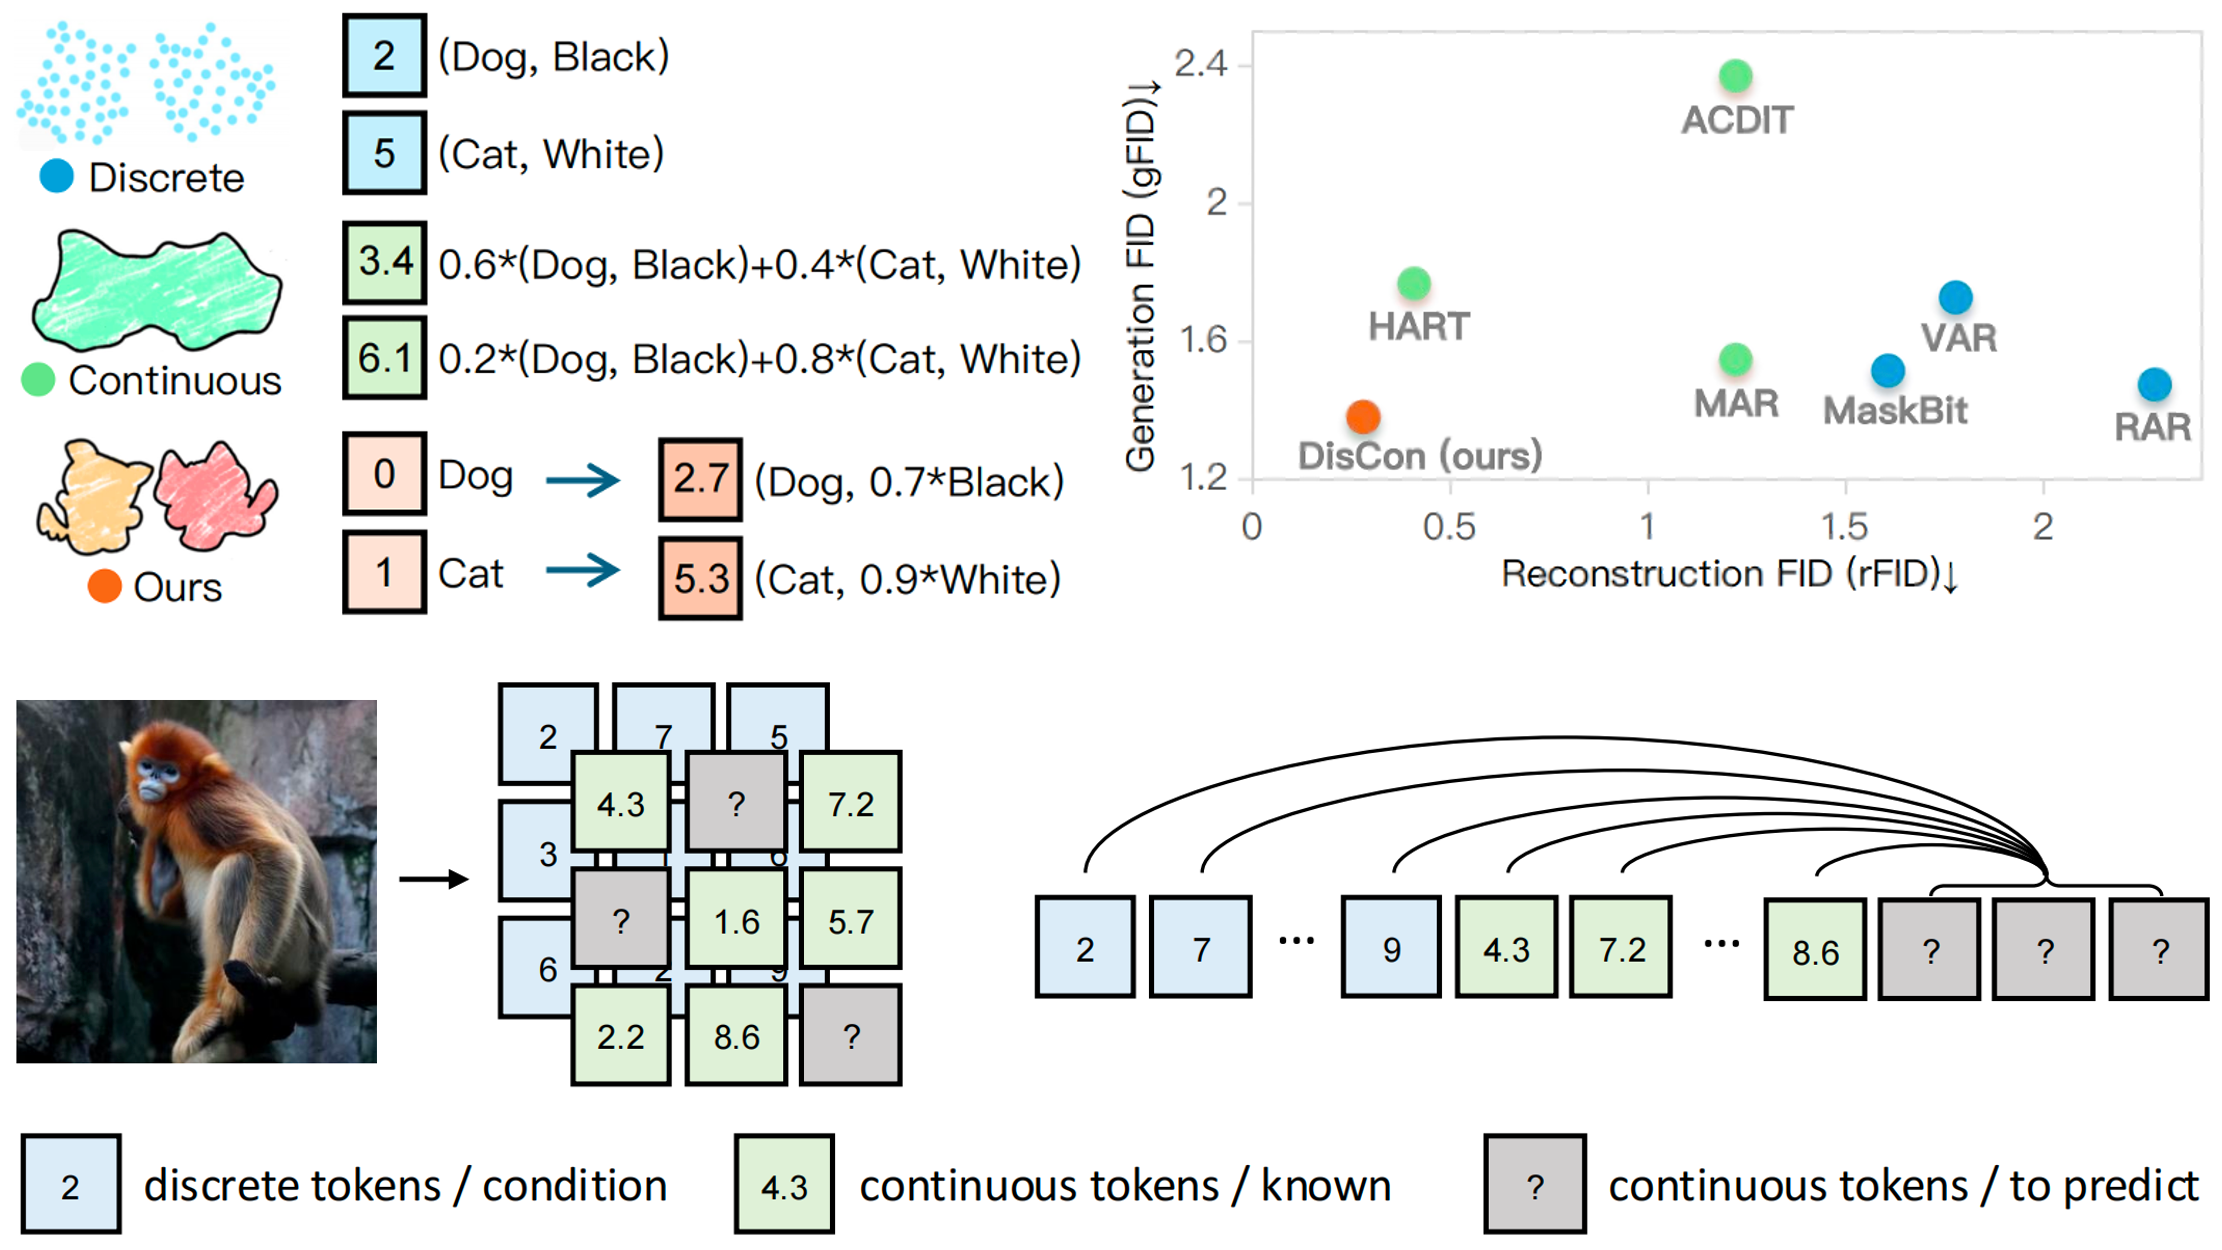 2 (Dog, Black)
5 (Cat, White)
Discrete
3.4 0.6*(Dog, Black)+0.4*(Cat, White)
6.1 0.2*(Dog, Black)+0.8*(Cat, White)
Continuous
0 Dog 2.7 (Dog, 0.7*Black)
1 Cat 5.3 (Cat, 0.9*White)
Ours
Generation FID (gFID)↓
2.4
2
1.6
1.2
0 0.5 1 1.5 2
Reconstruction FID (rFID)↓
ACDIT
HART
VAR
MAR
MaskBit
RAR
DisCon (ours)
2 7 5
4.3 ? 7.2
3 1 6
? 1.6 5.7
6 2 9
2.2 8.6 ?
2 7 ... 9 4.3 7.2 ... 8.6 ? ? ?
2 discrete tokens / condition
4.3 continuous tokens / known
? continuous tokens / to predict